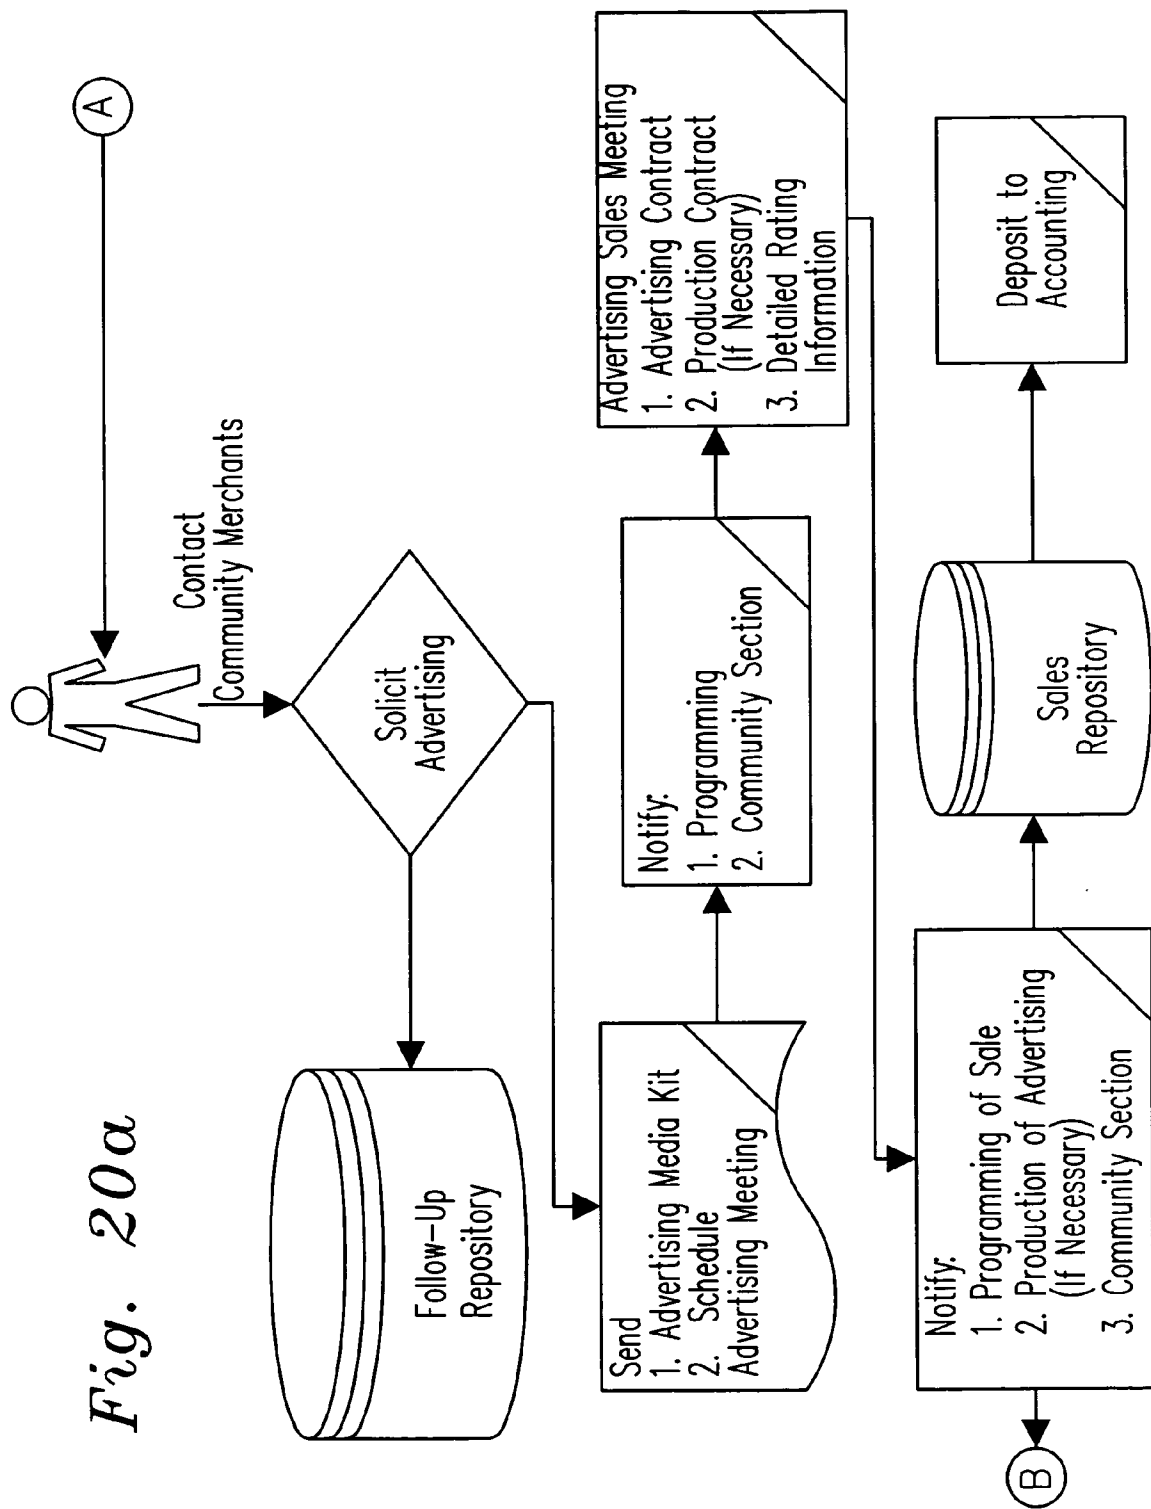 Fig. 20a
A
Contact
Community Merchants
Solicit
Advertising
Follow-Up
Repository
Send
1. Advertising Media Kit
2. Schedule
Advertising Meeting
Notify:
1. Programming
2. Community Section
Advertising Sales Meeting
1. Advertising Contract
2. Production Contract
(If Necessary)
3. Detailed Rating
Information
Notify:
1. Programming of Sale
2. Production of Advertising
(If Necessary)
3. Community Section
B
Sales
Repository
Deposit to
Accounting